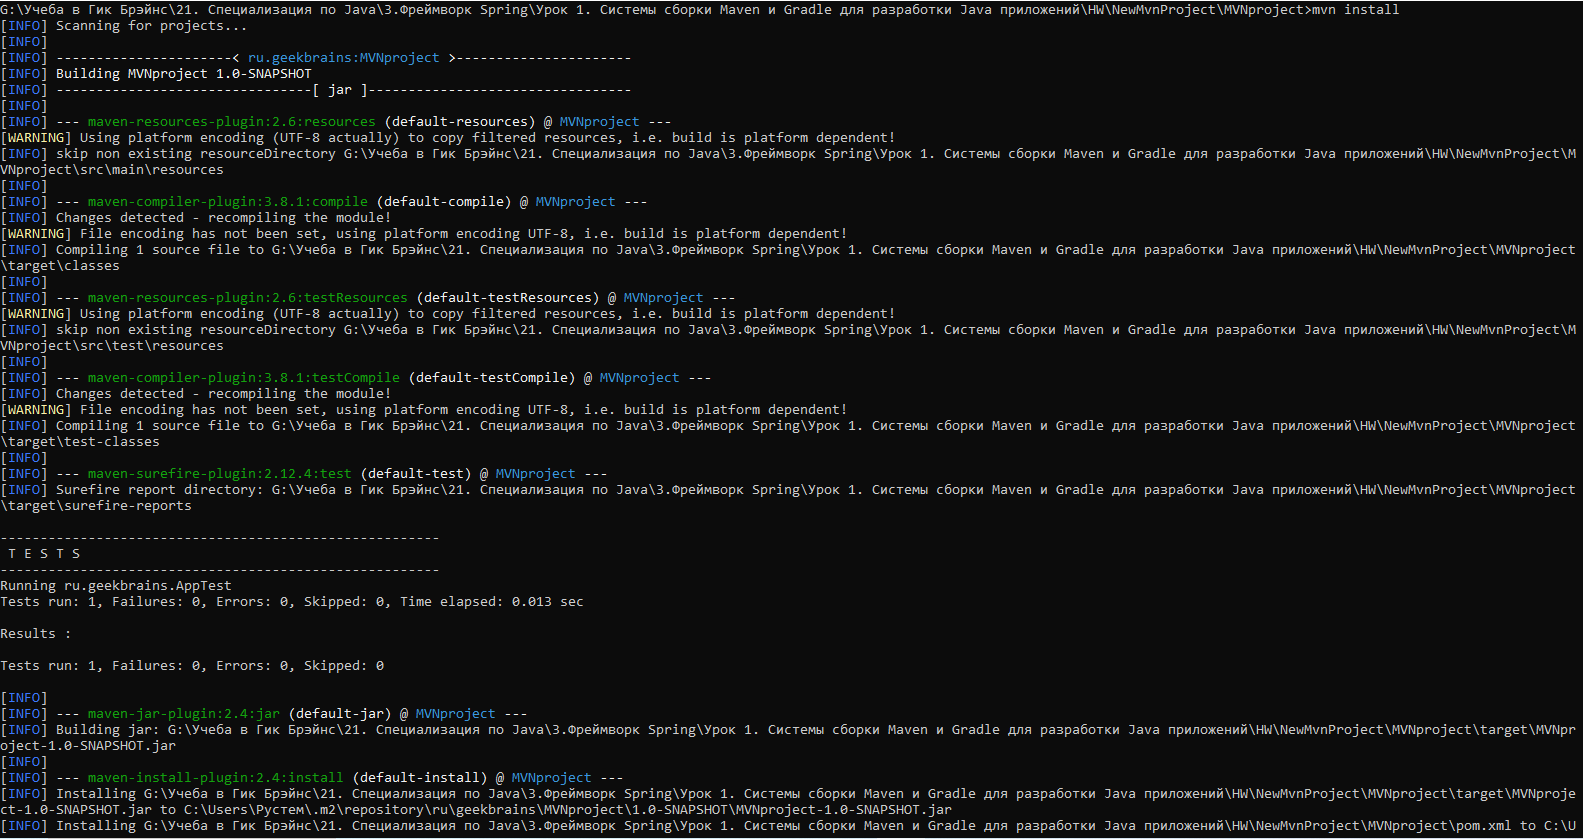 G:\Учеба в Гик Брэйнс\21. Специализация по Java\3.Фреймворк Spring\Урок 1. Системы сборки Maven и Gradle для разработки Java приложений\HW\NewMvnProject\MVNproject>mvn install
[INFO] Scanning for projects...
[INFO]
[INFO] ----------------------< ru.geekbrains:MVNproject >----------------------
[INFO] Building MVNproject 1.0-SNAPSHOT
[INFO] --------------------------------[ jar ]---------------------------------
[INFO]
[INFO] --- maven-resources-plugin:2.6:resources (default-resources) @ MVNproject ---
[WARNING] Using platform encoding (UTF-8 actually) to copy filtered resources, i.e. build is platform dependent!
[INFO] skip non existing resourceDirectory G:\Учеба в Гик Брэйнс\21. Специализация по Java\3.Фреймворк Spring\Урок 1. Системы сборки Maven и Gradle для разработки Java приложений\HW\NewMvnProject\M
VNproject\src\main\resources
[INFO]
[INFO] --- maven-compiler-plugin:3.8.1:compile (default-compile) @ MVNproject ---
[INFO] Changes detected - recompiling the module!
[WARNING] File encoding has not been set, using platform encoding UTF-8, i.e. build is platform dependent!
[INFO] Compiling 1 source file to G:\Учеба в Гик Брэйнс\21. Специализация по Java\3.Фреймворк Spring\Урок 1. Системы сборки Maven и Gradle для разработки Java приложений\HW\NewMvnProject\MVNproject
\target\classes
[INFO]
[INFO] --- maven-resources-plugin:2.6:testResources (default-testResources) @ MVNproject ---
[WARNING] Using platform encoding (UTF-8 actually) to copy filtered resources, i.e. build is platform dependent!
[INFO] skip non existing resourceDirectory G:\Учеба в Гик Брэйнс\21. Специализация по Java\3.Фреймворк Spring\Урок 1. Системы сборки Maven и Gradle для разработки Java приложений\HW\NewMvnProject\M
VNproject\src\test\resources
[INFO]
[INFO] --- maven-compiler-plugin:3.8.1:testCompile (default-testCompile) @ MVNproject ---
[INFO] Changes detected - recompiling the module!
[WARNING] File encoding has not been set, using platform encoding UTF-8, i.e. build is platform dependent!
[INFO] Compiling 1 source file to G:\Учеба в Гик Брэйнс\21. Специализация по Java\3.Фреймворк Spring\Урок 1. Системы сборки Maven и Gradle для разработки Java приложений\HW\NewMvnProject\MVNproject
\target\test-classes
[INFO]
[INFO] --- maven-surefire-plugin:2.12.4:test (default-test) @ MVNproject ---
[INFO] Surefire report directory: G:\Учеба в Гик Брэйнс\21. Специализация по Java\3.Фреймворк Spring\Урок 1. Системы сборки Maven и Gradle для разработки Java приложений\HW\NewMvnProject\MVNproject
\target\surefire-reports
-------------------------------------------------------
T E S T S
-------------------------------------------------------
Running ru.geekbrains.AppTest
Tests run: 1, Failures: 0, Errors: 0, Skipped: 0, Time elapsed: 0.013 sec
Results :
Tests run: 1, Failures: 0, Errors: 0, Skipped: 0
[INFO]
[INFO] --- maven-jar-plugin:2.4:jar (default-jar) @ MVNproject ---
[INFO] Building jar: G:\Учеба в Гик Брэйнс\21. Специализация по Java\3.Фреймворк Spring\Урок 1. Системы сборки Maven и Gradle для разработки Java приложений\HW\NewMvnProject\MVNproject\target\MVNpr
oject-1.0-SNAPSHOT.jar
[INFO]
[INFO] --- maven-install-plugin:2.4:install (default-install) @ MVNproject ---
[INFO] Installing G:\Учеба в Гик Брэйнс\21. Специализация по Java\3.Фреймворк Spring\Урок 1. Системы сборки Maven и Gradle для разработки Java приложений\HW\NewMvnProject\MVNproject\target\MVNproje
ct-1.0-SNAPSHOT.jar to C:\Users\Рустем\.m2\repository\ru\geekbrains\MVNproject\1.0-SNAPSHOT\MVNproject-1.0-SNAPSHOT.jar
[INFO] Installing G:\Учеба в Гик Брэйнс\21. Специализация по Java\3.Фреймворк Spring\Урок 1. Системы сборки Maven и Gradle для разработки Java приложений\HW\NewMvnProject\MVNproject\pom.xml to C:\U